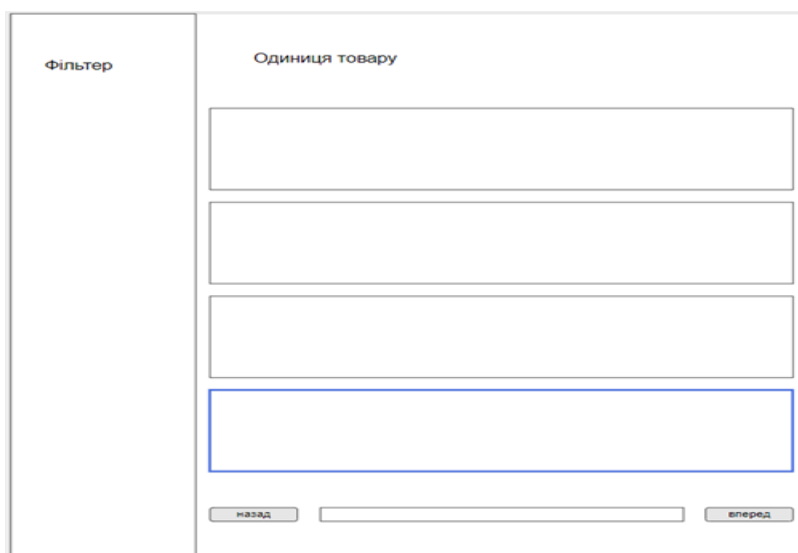 Фільтер
Одиниця товару
назад
вперед